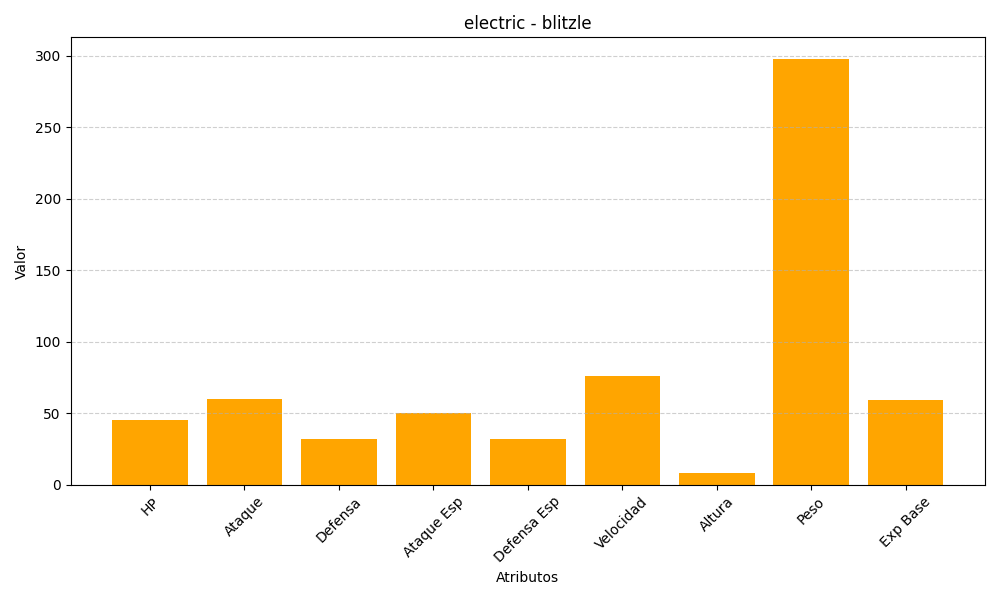 electric - blitzle
Valor
300
250
200
150
100
50
0
HP
Ataque
Defensa
Ataque Esp
Defensa Esp
Velocidad
Altura
Peso
Exp Base
Atributos